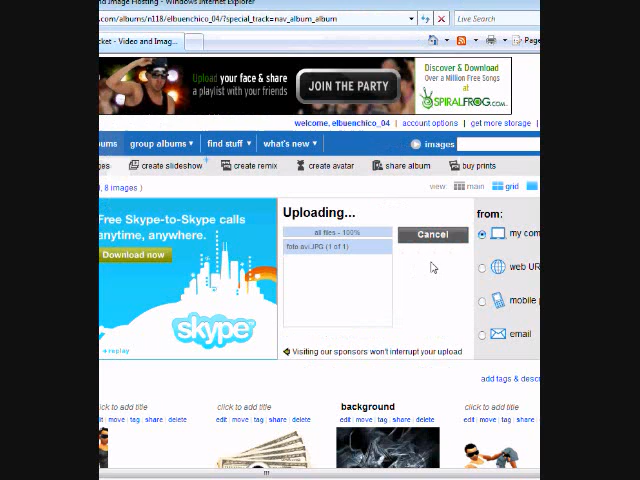 and Image Hosting - Windows Internet Explorer
.com/albums/n118/elbuenchico_04/?special_track=nav_album_album
Live Search
cket - Video and Imag...
Page
Upload your face & share
a playlist with your friends
JOIN THE PARTY
Discover & Download
Over a Million Free Songs
at
SPIRALFROG.COM
welcome, elbuenchico_04 | account options | get more storage
bums group albums find stuff what's new images
ges create slideshow create remix create avatar share album buy prints
, 8 images ) view: main grid
Free Skype-to-Skype calls
anytime, anywhere.
Download now
skype
replay
Uploading...
all files - 100%
foto avi.JPG (1 of 1)
Cancel
from:
my com
web UR
mobile p
email
Visiting our sponsors won't interrupt your upload
add tags & descr
click to add title click to add title background click to add title
edit move tag share delete edit move tag share delete edit move tag share delete edit move tag share